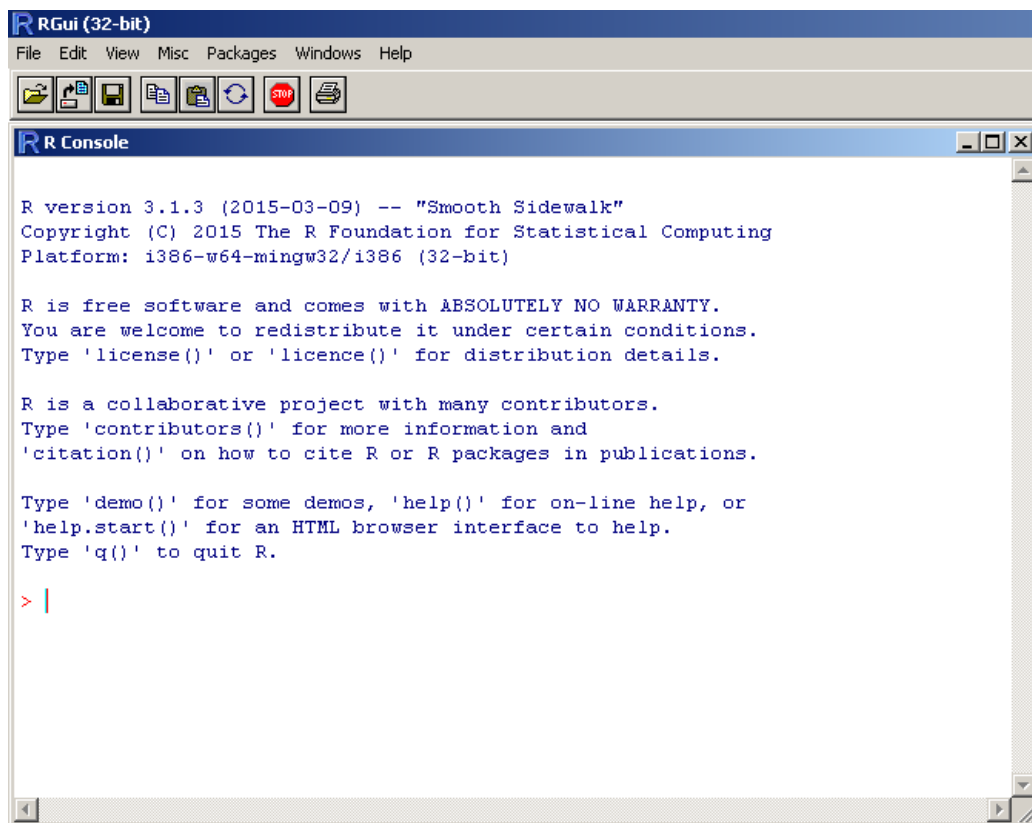 RGui (32-bit)
File Edit View Misc Packages Windows Help
STOP
R Console
R version 3.1.3 (2015-03-09) -- "Smooth Sidewalk"
Copyright (C) 2015 The R Foundation for Statistical Computing
Platform: i386-w64-mingw32/i386 (32-bit)
R is free software and comes with ABSOLUTELY NO WARRANTY.
You are welcome to redistribute it under certain conditions.
Type 'license()' or 'licence()' for distribution details.
R is a collaborative project with many contributors.
Type 'contributors()' for more information and
'citation()' on how to cite R or R packages in publications.
Type 'demo()' for some demos, 'help()' for on-line help, or
'help.start()' for an HTML browser interface to help.
Type 'q()' to quit R.
>